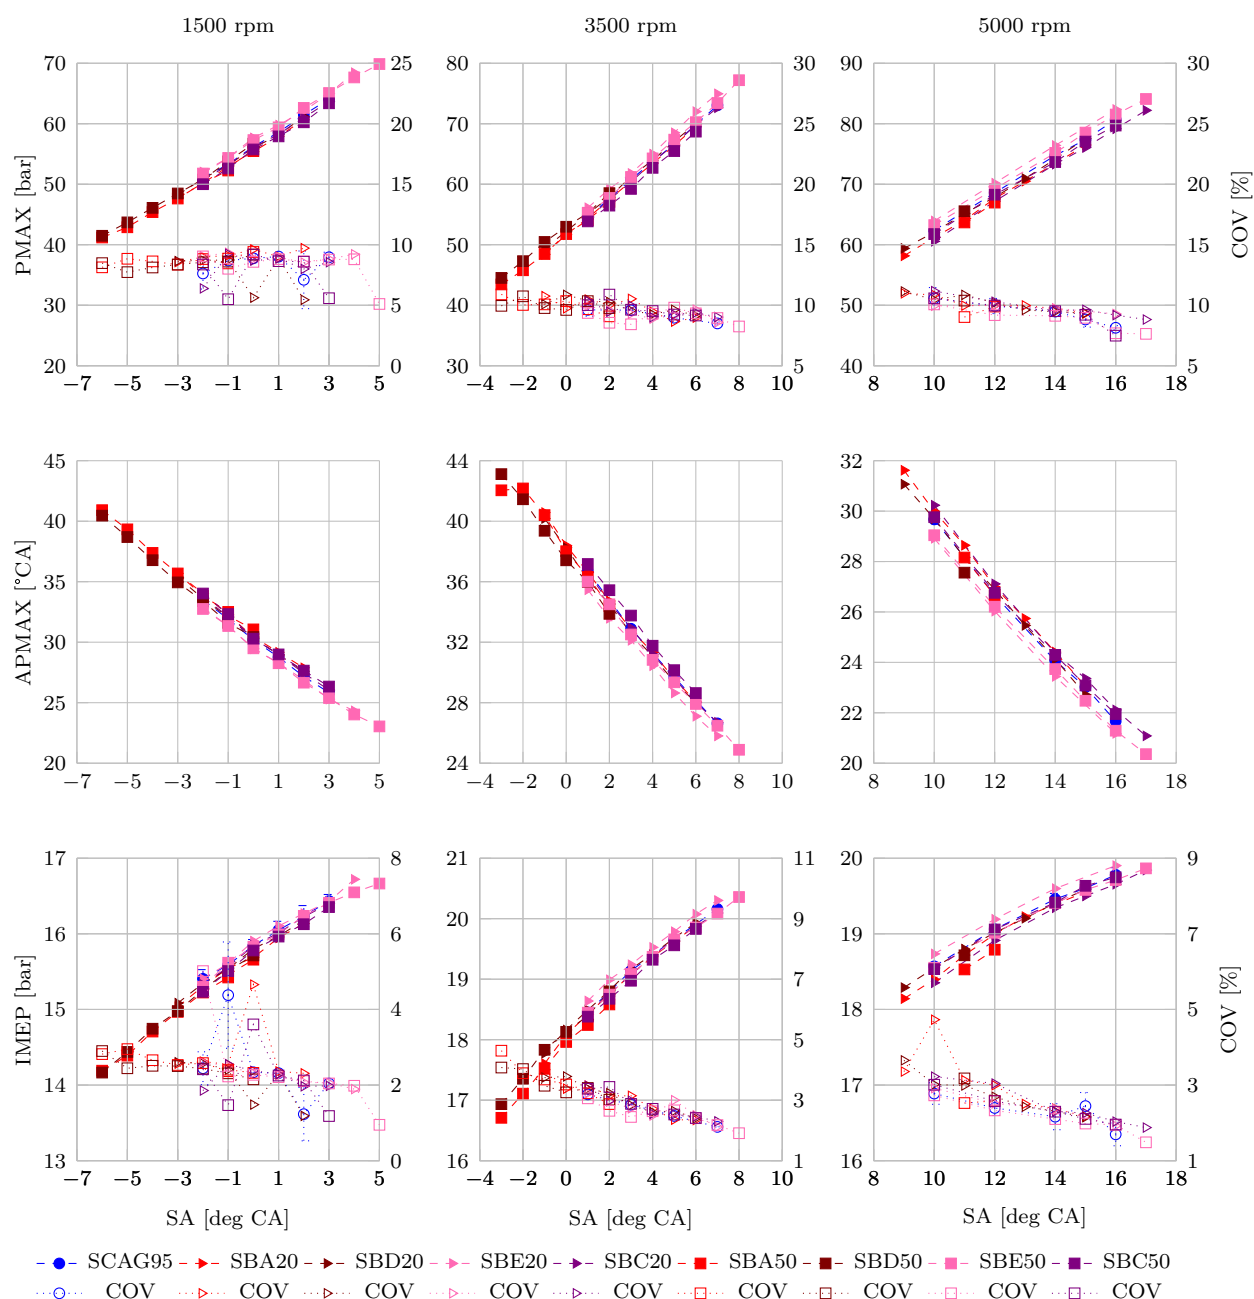 1500 rpm 3500 rpm 5000 rpm
70 25 80 30 90 30
60 20 70 25 80 25
50 15 60 20 70 20
40 10 50 15 60 15
30 5 40 10 50 10
20 0 30 5 40 5
−7 −5 −3 −1 1 3 5 −4 −2 0 2 4 6 8 10 8 10 12 14 16 18
PMAX [bar]
COV [%]
45 44 32
40 40 30
35 36 28
30 32 26
25 28 24
20 24 22
20
−7 −5 −3 −1 1 3 5 −4 −2 0 2 4 6 8 10 8 10 12 14 16 18
APMAX [°CA]
17 8 21 11 20 9
16 6 20 9 19 7
15 4 19 7 18 5
14 2 18 5 17 3
13 0 17 3 16 1
16 1
−7 −5 −3 −1 1 3 5 −4 −2 0 2 4 6 8 10 8 10 12 14 16 18
IMEP [bar]
COV [%]
SA [deg CA] SA [deg CA] SA [deg CA]
SCAG95 SBA20 SBD20 SBE20 SBC20 SBA50 SBD50 SBE50 SBC50
COV COV COV COV COV COV COV COV COV